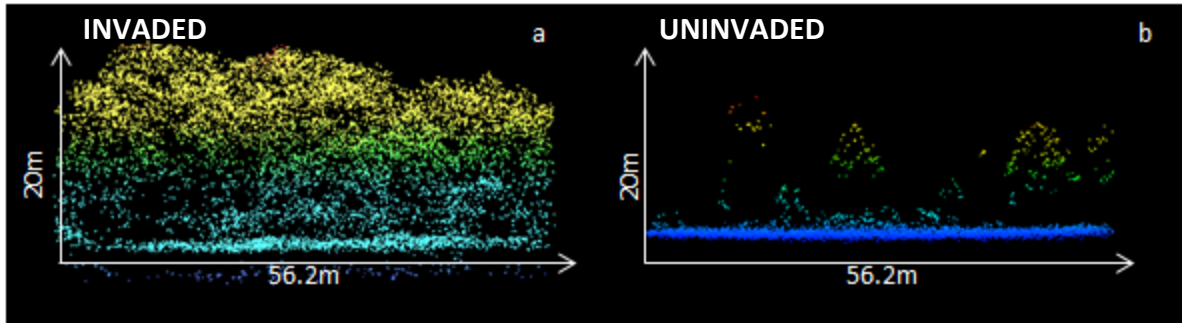 INVADED
a
20m
56.2m
UNINVADED
b
20m
56.2m